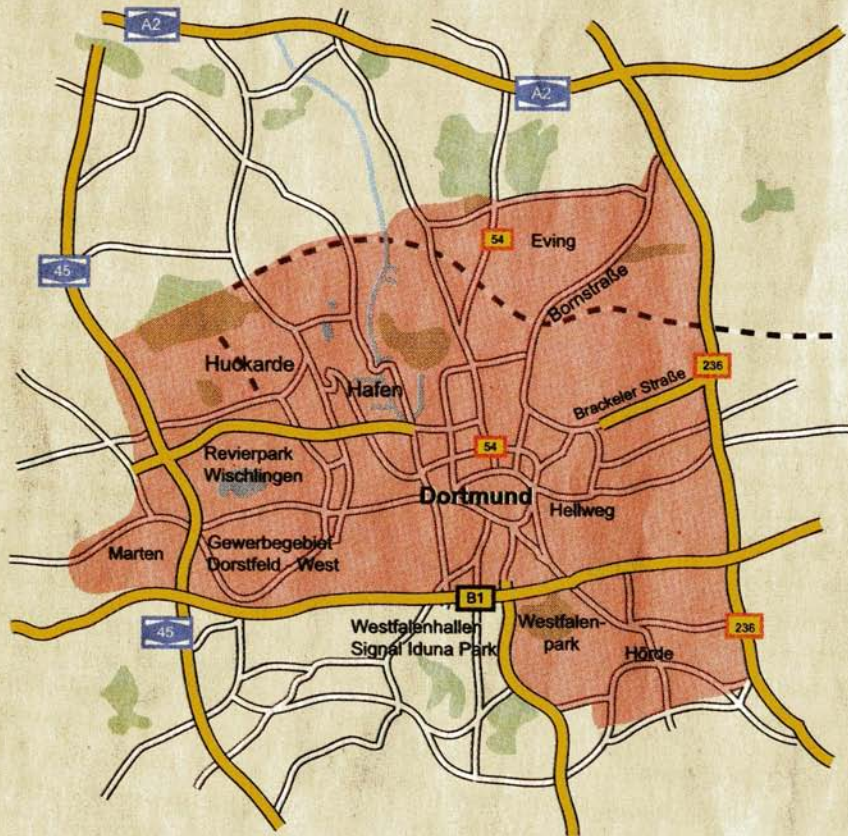 A2
A2
54
Eving
45
Bornstraße
Huckarde
236
Hafen
Brackeler Straße
54
Revierpark
Wischlingen
Dortmund
Hellweg
Marten
Gewerbegebiet
Dorstfeld - West
B1
45
Westfalenhallen
Signal Iduna Park
Westfalen-
park
236
Hörde